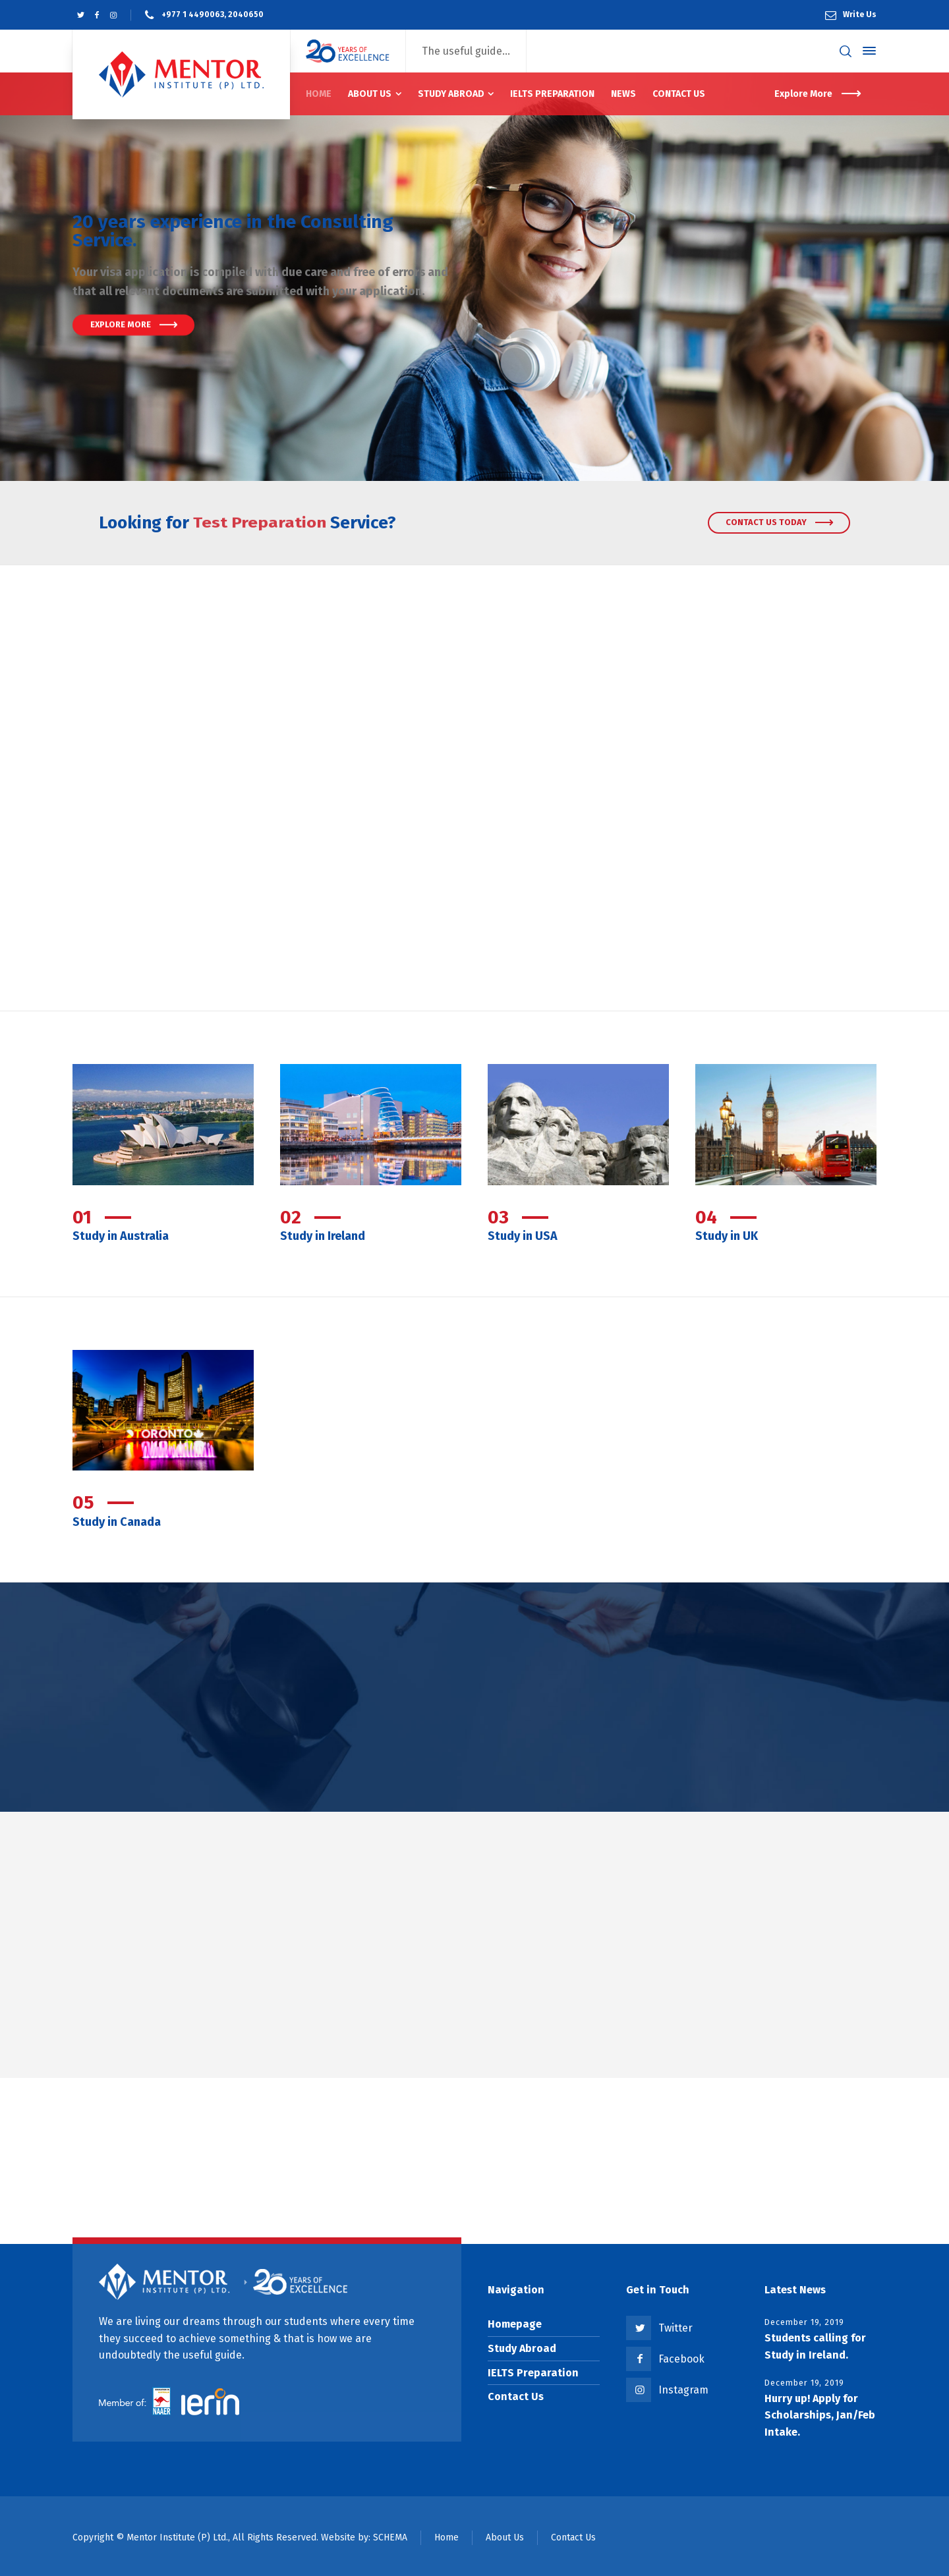 +977 1 4490063, 2040650
Write Us
MENTOR
INSTITUTE (P) LTD.
20 YEARS OF
EXCELLENCE
The useful guide...
HOME
ABOUT US
STUDY ABROAD
IELTS PREPARATION
NEWS
CONTACT US
Explore More
20 years experience in the Consulting
Service.
Your visa application is compiled with due care and free of errors and
that all relevant documents are submitted with your application.
EXPLORE MORE
Looking for Test Preparation Service?
CONTACT US TODAY
01
Study in Australia
02
Study in Ireland
03
Study in USA
04
Study in UK
TORONTO
05
Study in Canada
MENTOR
INSTITUTE (P) LTD.
20 YEARS OF
EXCELLENCE
We are living our dreams through our students where every time
they succeed to achieve something & that is how we are
undoubtedly the useful guide.
Member of:
NAAER
ierin
Navigation
Homepage
Study Abroad
IELTS Preparation
Contact Us
Get in Touch
Twitter
Facebook
Instagram
Latest News
December 19, 2019
Students calling for
Study in Ireland.
December 19, 2019
Hurry up! Apply for
Scholarships, Jan/Feb
Intake.
Copyright © Mentor Institute (P) Ltd., All Rights Reserved. Website by: SCHEMA
Home
About Us
Contact Us